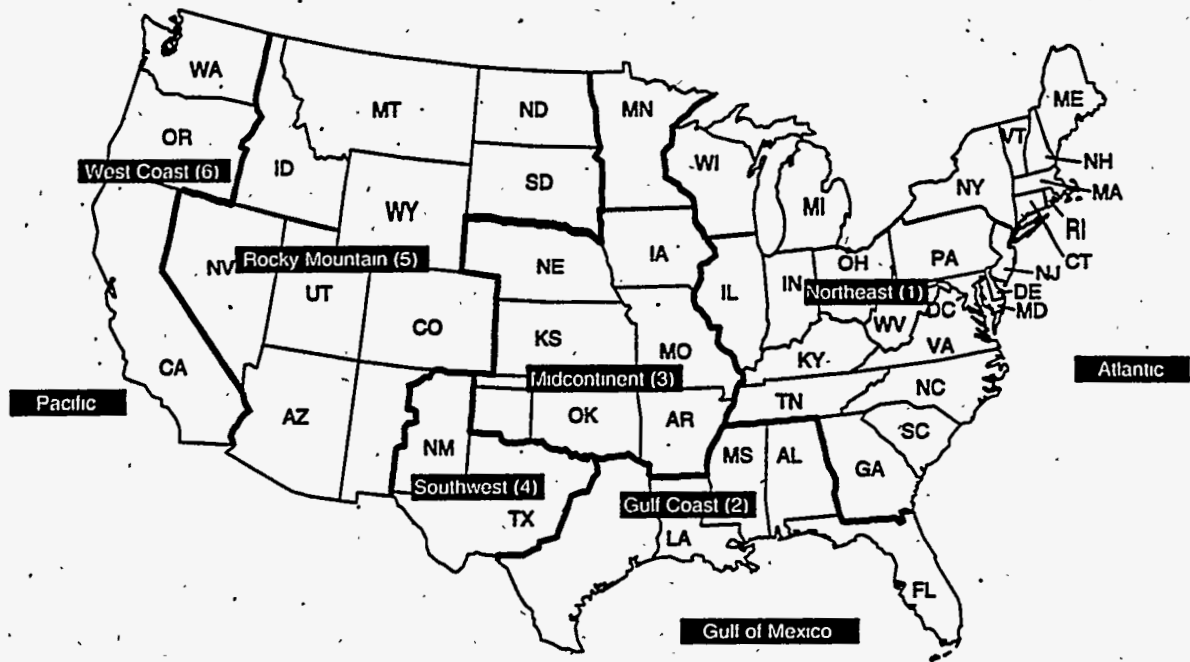 WA
MT
ND
MN
ME
OR
VT
West Coast (6)
ID
SD
WI
NH
MA
NY
MI
WY
RI
CT
Rocky Mountain (5)
NV
IA
OH
PA
NE
NJ
UT
IL
IN
Northeast (1)
DE
DC
MD
CO
KS
WV
VA
MO
KY
CA
Midcontinent (3)
Atlantic
Pacific
NC
TN
AZ
OK
AR
SC
NM
MS
AL
GA
Southwest (4)
Gulf Coast (2)
TX
LA
FL
Gulf of Mexico